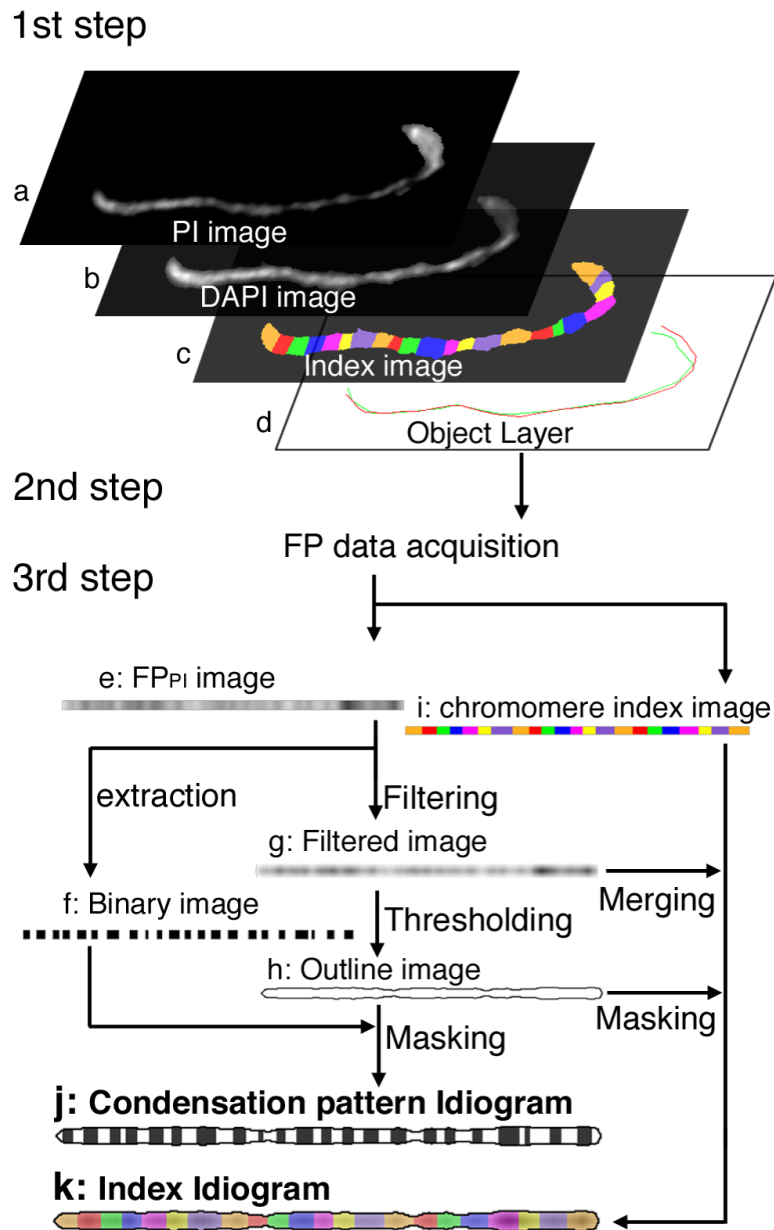 1st step
a
PI image
b
DAPI image
c
Index image
d
Object Layer
2nd step
FP data acquisition
3rd step
e: FPPI image
i: chromomere index image
extraction
Filtering
g: Filtered image
f: Binary image
Merging
Thresholding
h: Outline image
Masking
Masking
j: Condensation pattern Idiogram
k: Index Idiogram